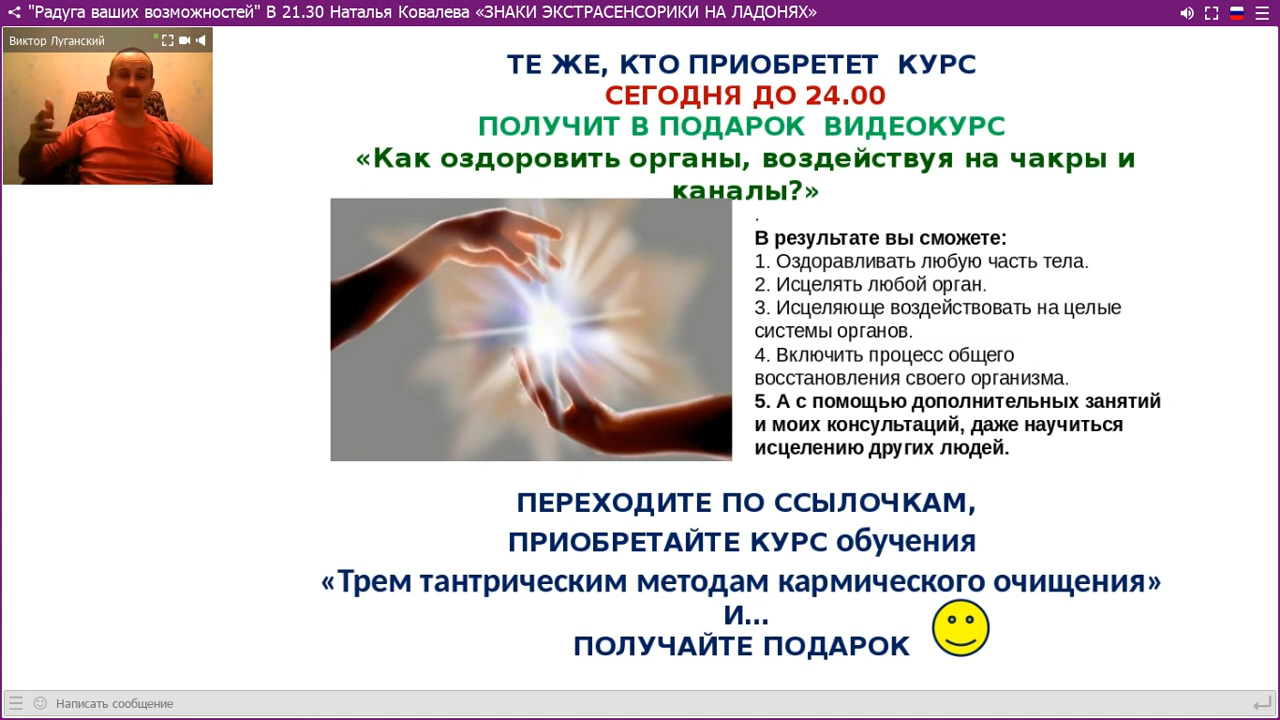 "Радуга ваших возможностей" В 21.30 Наталья Ковалева «ЗНАКИ ЭКСТРАСЕНСОРИКИ НА ЛАДОНЯХ»
Виктор Луганский
ТЕ ЖЕ, КТО ПРИОБРЕТЕТ КУРС
СЕГОДНЯ ДО 24.00
ПОЛУЧИТ В ПОДАРОК ВИДЕОКУРС
«Как оздоровить органы, воздействуя на чакры и
каналы?»
.
В результате вы сможете:
1. Оздоравливать любую часть тела.
2. Исцелять любой орган.
3. Исцеляюще воздействовать на целые
системы органов.
4. Включить процесс общего
восстановления своего организма.
5. А с помощью дополнительных занятий
и моих консультаций, даже научиться
исцелению других людей.
ПЕРЕХОДИТЕ ПО ССЫЛОЧКАМ,
ПРИОБРЕТАЙТЕ КУРС обучения
«Трем тантрическим методам кармического очищения»
И...
ПОЛУЧАЙТЕ ПОДАРОК
Написать сообщение